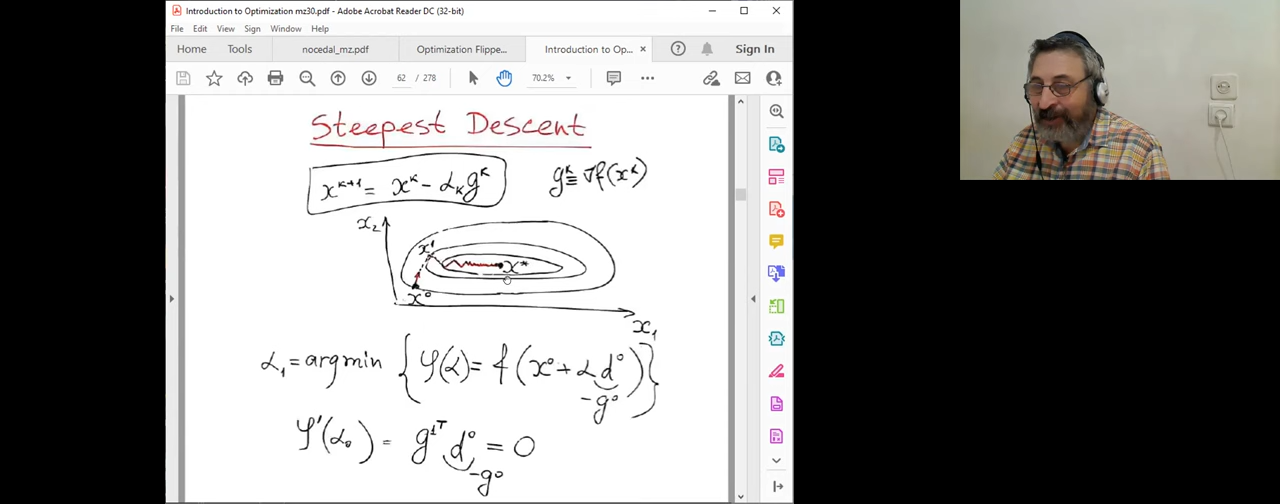 Introduction to Optimization mz30.pdf - Adobe Acrobat Reader DC (32-bit)
File Edit View Sign Window Help
Home Tools nocedal_mz.pdf Optimization Flippe... Introduction to Op... × ? Sign In
62 / 278 70.2%
Steepest Descent
x^{k+1} = x^k - α_k g^k g^k ≡ ∇f(x^k)
x_2
x^1
x^*
x^0
x_1
α_1 = argmin { φ(α) = f(x^0 + α d^0) }
-g^0
φ'(α_0) = g^{1T} d^0 = 0
-g^0